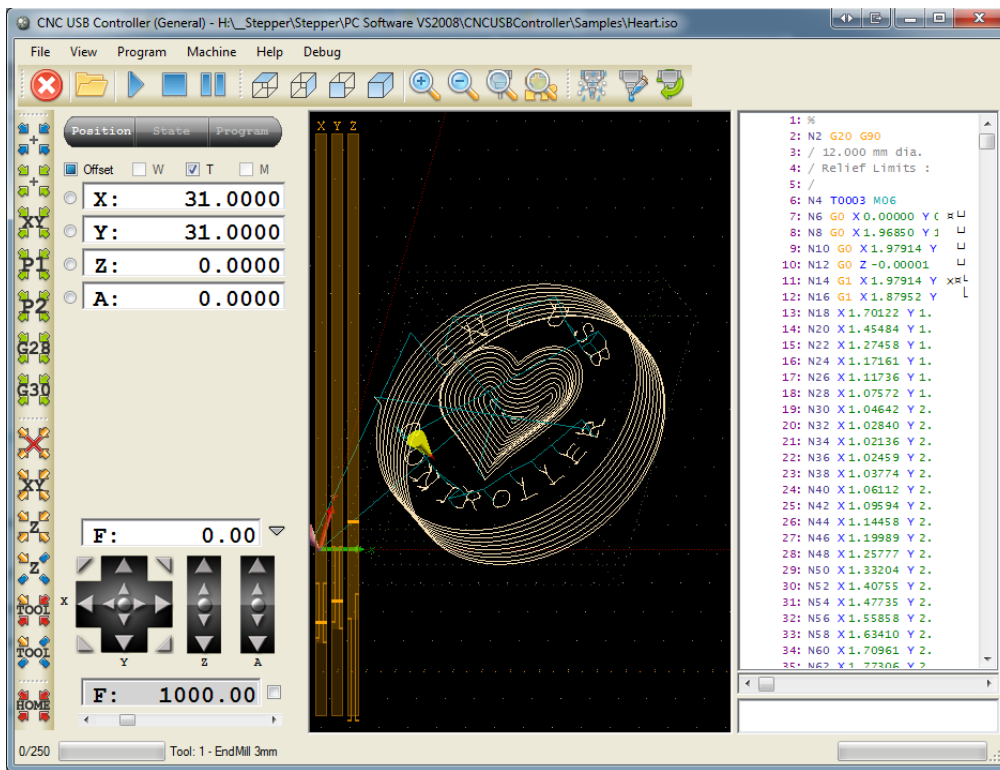 CNC USB Controller (General) - H:\_Stepper\Stepper\PC Software VS2008\CNCUSBController\Samples\Heart.iso
File View Program Machine Help Debug
Position State Program
Offset W T M
X: 31.0000
Y: 31.0000
Z: 0.0000
A: 0.0000
XY
P1
P2
G28
G30
XY
Z
Z
TOOL
TOOL
HOME
F: 0.00
X
Y Z A
F: 1000.00
X Y Z
X
1: %
2: N2 G20 G90
3: / 12.000 mm dia.
4: / Relief Limits :
5: /
6: N4 T0003 M06
7: N6 G0 X0.00000 Y
8: N8 G0 X1.96850 Y1
9: N10 G0 X1.97914 Y
10: N12 G0 Z-0.00001
11: N14 G1 X1.97914 Y
12: N16 G1 X1.87952 Y
13: N18 X1.70122 Y1.
14: N20 X1.45484 Y1.
15: N22 X1.27458 Y1.
16: N24 X1.17161 Y1.
17: N26 X1.11736 Y1.
18: N28 X1.07572 Y1.
19: N30 X1.04642 Y2.
20: N32 X1.02840 Y2.
21: N34 X1.02136 Y2.
22: N36 X1.02459 Y2.
23: N38 X1.03774 Y2.
24: N40 X1.06112 Y2.
25: N42 X1.09594 Y2.
26: N44 X1.14458 Y2.
27: N46 X1.19989 Y2.
28: N48 X1.25777 Y2.
29: N50 X1.33204 Y2.
30: N52 X1.40755 Y2.
31: N54 X1.47735 Y2.
32: N56 X1.55858 Y2.
33: N58 X1.63410 Y2.
34: N60 X1.70961 Y2.
35: N62 X1.77306 Y2.
0/250 Tool: 1 - EndMill 3mm